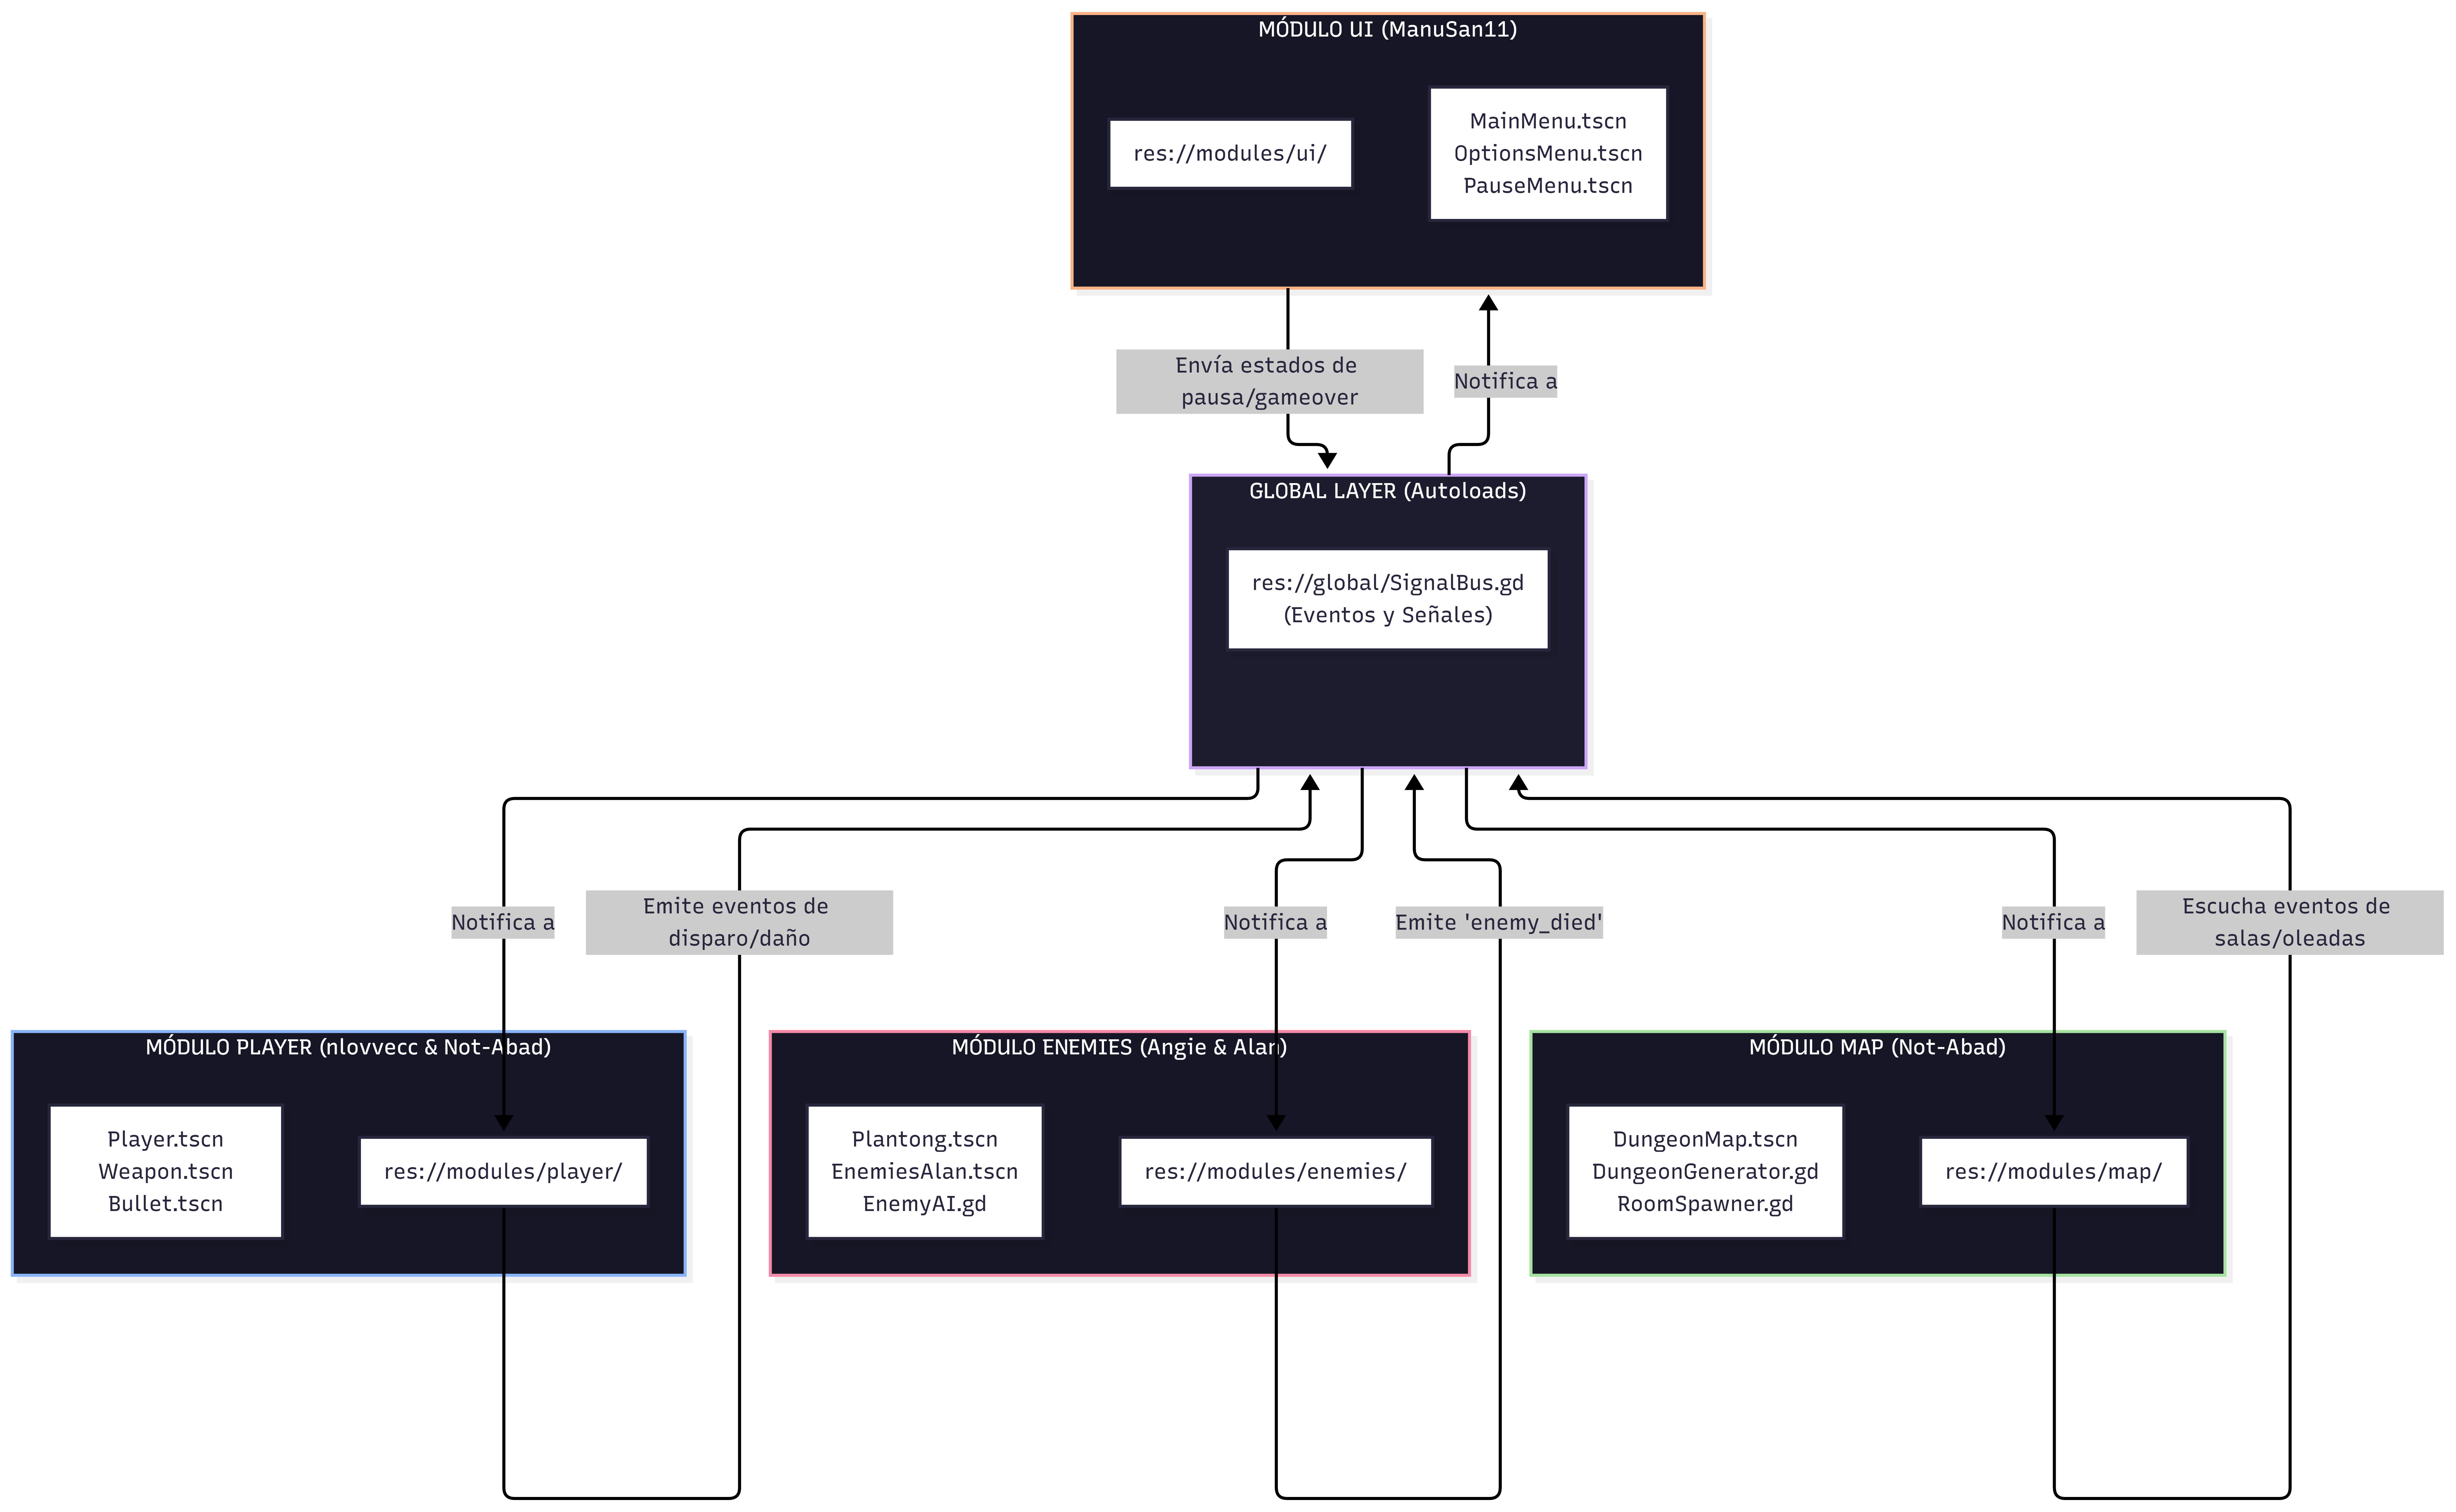 MÓDULO UI (ManuSan11)
res://modules/ui/
MainMenu.tscn
OptionsMenu.tscn
PauseMenu.tscn
Envía estados de
pausa/gameover
Notifica a
GLOBAL LAYER (Autoloads)
res://global/SignalBus.gd
(Eventos y Señales)
Notifica a
Emite eventos de
disparo/daño
Notifica a
Emite 'enemy_died'
Notifica a
Escucha eventos de
salas/oleadas
MÓDULO PLAYER (nlovvecc & Not-Abad)
Player.tscn
Weapon.tscn
Bullet.tscn
res://modules/player/
MÓDULO ENEMIES (Angie & Alan)
Plantong.tscn
EnemiesAlan.tscn
EnemyAI.gd
res://modules/enemies/
MÓDULO MAP (Not-Abad)
DungeonMap.tscn
DungeonGenerator.gd
RoomSpawner.gd
res://modules/map/